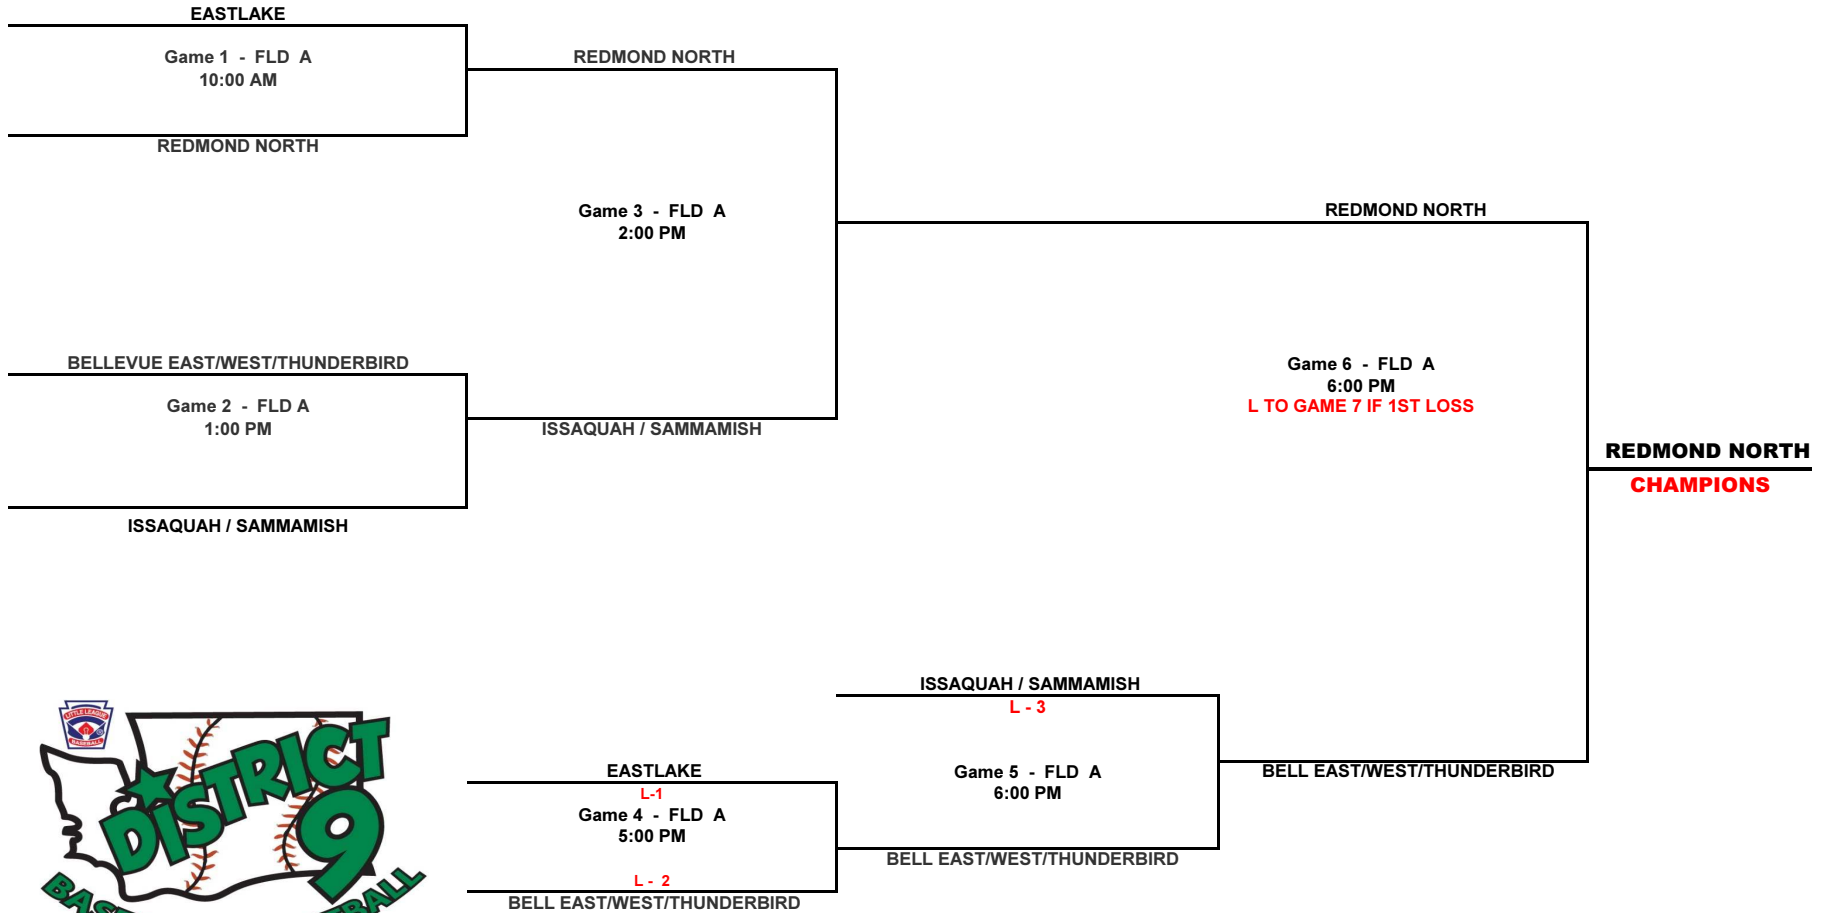 EASTLAKE
Game 1 - FLD A
10:00 AM
REDMOND NORTH
REDMOND NORTH
Game 3 - FLD A
2:00 PM
REDMOND NORTH
BELLEVUE EAST/WEST/THUNDERBIRD
Game 2 - FLD A
1:00 PM
ISSAQUAH / SAMMAMISH
ISSAQUAH / SAMMAMISH
Game 6 - FLD A
6:00 PM
L TO GAME 7 IF 1ST LOSS
REDMOND NORTH
CHAMPIONS
ISSAQUAH / SAMMAMISH
L - 3
Game 5 - FLD A
6:00 PM
BELL EAST/WEST/THUNDERBIRD
EASTLAKE
L-1
Game 4 - FLD A
5:00 PM
L - 2
BELL EAST/WEST/THUNDERBIRD
BELL EAST/WEST/THUNDERBIRD
LITTLE LEAGUE
BASEBALL
DISTRICT
9